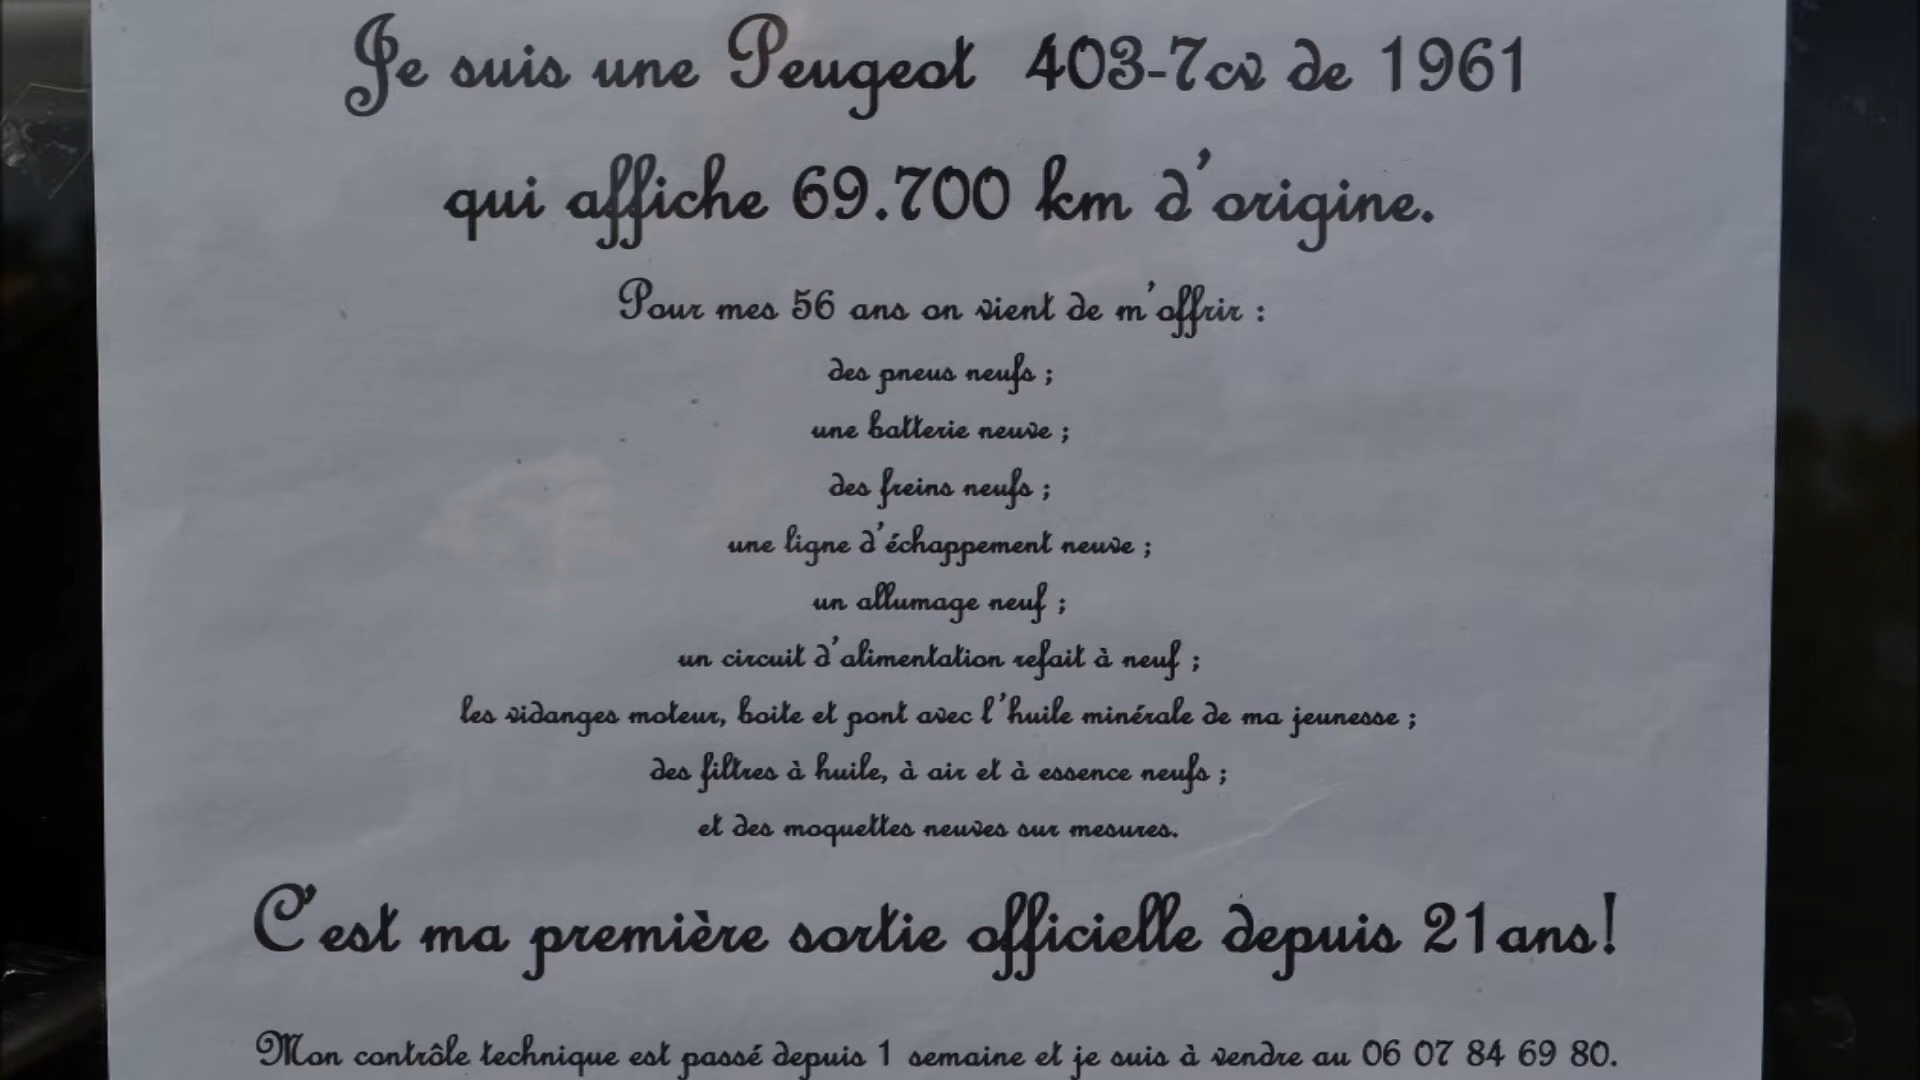 Je suis une Peugeot 403-7cv de 1961
qui affiche 69.700 km d'origine.
Pour mes 56 ans on vient de m'offrir :
des pneus neufs ;
une batterie neuve ;
des freins neufs ;
une ligne d'échappement neuve ;
un allumage neuf ;
un circuit d'alimentation refait à neuf ;
les vidanges moteur, boite et pont avec l'huile minérale de ma jeunesse ;
des filtres à huile, à air et à essence neufs ;
et des moquettes neuves sur mesures.
C'est ma première sortie officielle depuis 21ans!
Mon contrôle technique est passé depuis 1 semaine et je suis à vendre au 06 07 84 69 80.